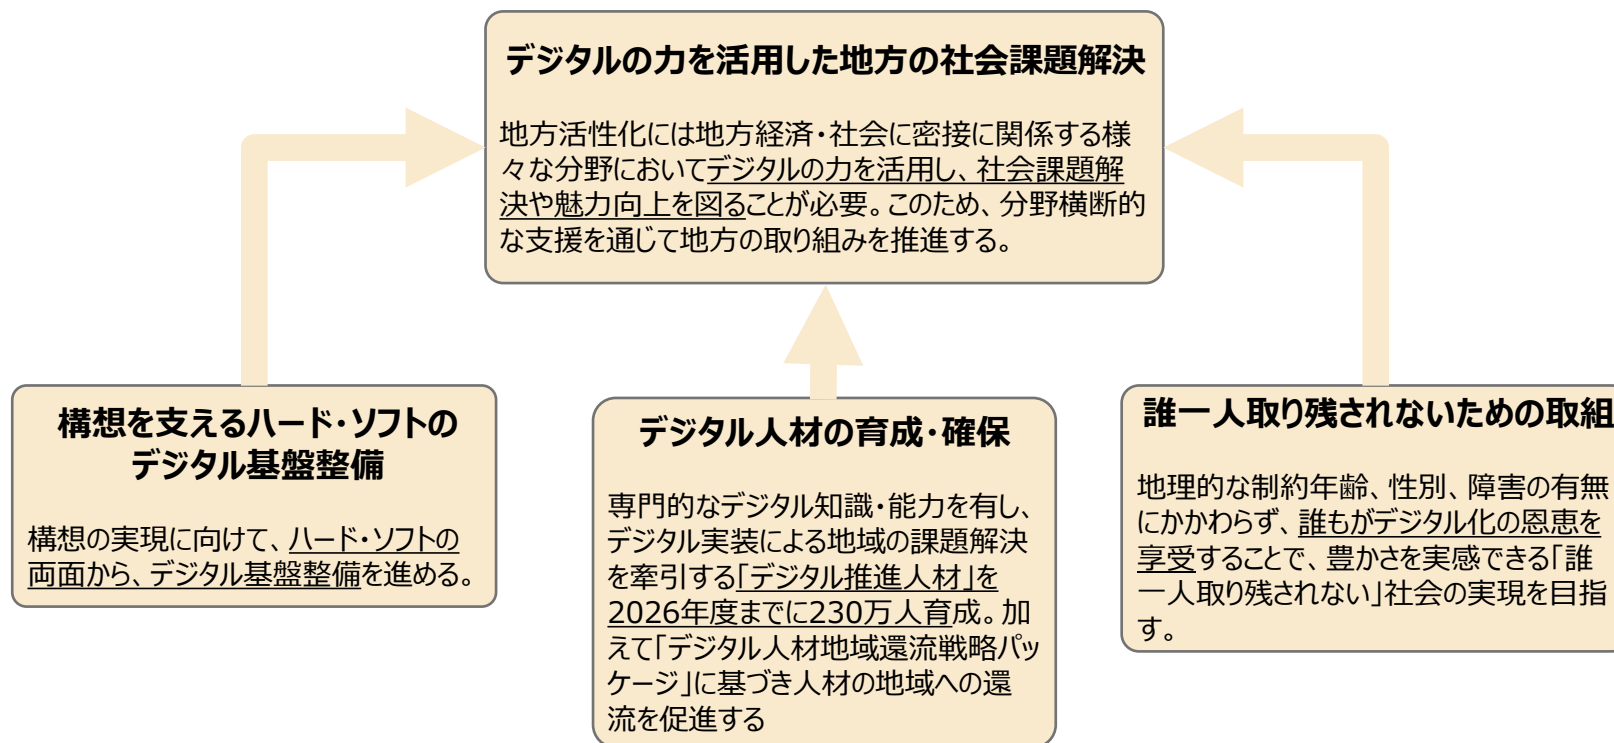 デジタルの力を活用した地方の社会課題解決
地方活性化には地方経済・社会に密接に関係する様
々な分野においてデジタルの力を活用し、社会課題解
決や魅力向上を図ることが必要。このため、分野横断的
な支援を通じて地方の取り組みを推進する。
構想を支えるハード・ソフトの
デジタル基盤整備
構想の実現に向けて、ハード・ソフトの
両面から、デジタル基盤整備を進める。
デジタル人材の育成・確保
専門的なデジタル知識・能力を有し、
デジタル実装による地域の課題解決
を牽引する「デジタル推進人材」を
2026年度までに230万人育成。加
えて「デジタル人材地域還流戦略パッ
ケージ」に基づき人材の地域への還
流を促進する
誰一人取り残されないための取組
地理的な制約年齢、性別、障害の有無
にかかわらず、誰もがデジタル化の恩恵を
享受することで、豊かさを実感できる「誰
一人取り残されない」社会の実現を目指
す。